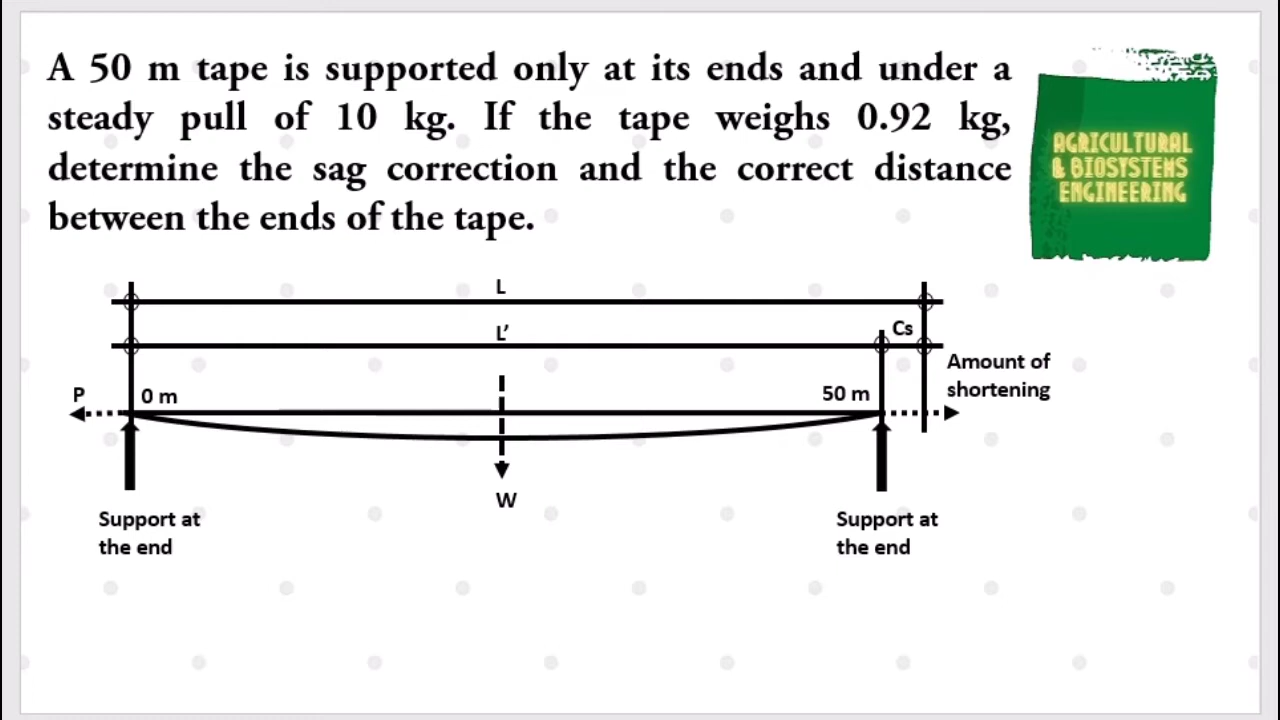 A 50 m tape is supported only at its ends and under a
steady pull of 10 kg. If the tape weighs 0.92 kg,
determine the sag correction and the correct distance
between the ends of the tape.
AGRICULTURAL
& BIOSYSTEMS
ENGINEERING
L
L’
Cs
Amount of
shortening
P
0 m
50 m
W
Support at
the end
Support at
the end